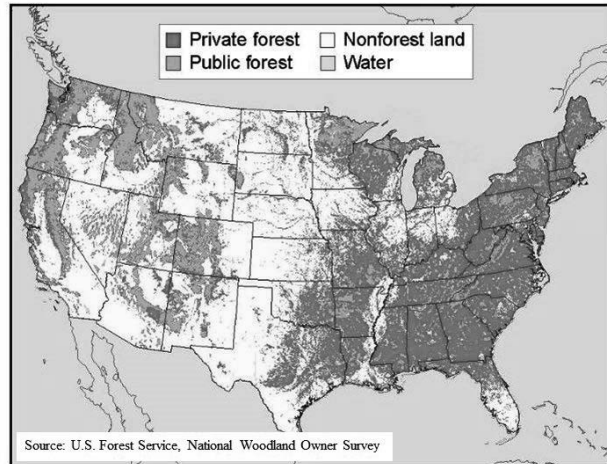 Private forest Nonforest land
Public forest Water
Source: U.S. Forest Service, National Woodland Owner Survey